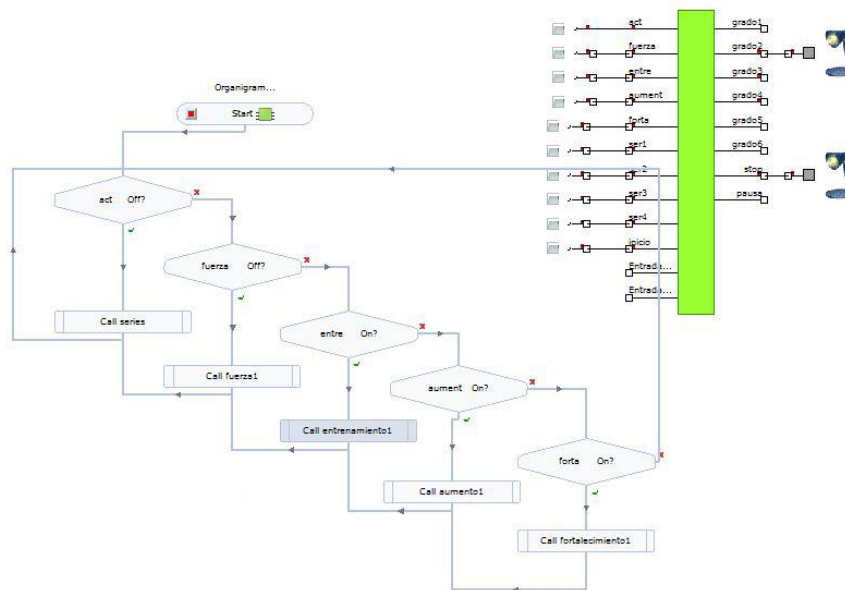 Organigram...
Start
act Off?
fuerza Off?
Call series
entre On?
Call fuerza1
aument On?
Call entrenamiento1
forta On?
Call aumento1
Call fortalecimiento1
act grado1
fuerza grado2
entre grado3
aument grado4
forta grado5
ser1 grado6
ser2 stop
ser3 pausa
ser4
inicio
Entrada...
Entrada...